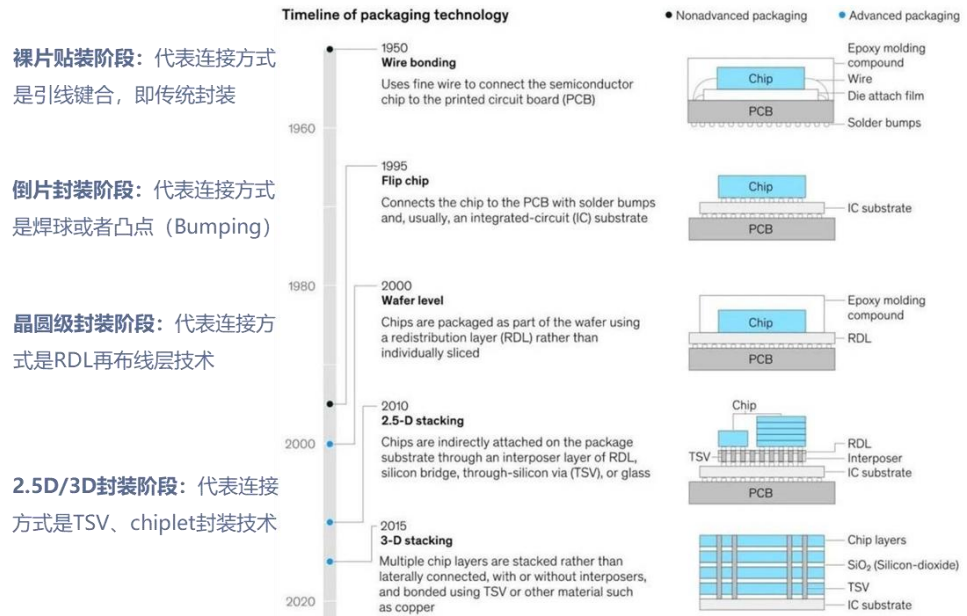 Timeline of packaging technology
● Nonadvanced packaging
● Advanced packaging
裸片贴装阶段：代表连接方式
是引线键合，即传统封装
倒片封装阶段：代表连接方式
是焊球或者凸点（Bumping）
晶圆级封装阶段：代表连接方
式是RDL再布线层技术
2.5D/3D封装阶段：代表连接
方式是TSV、chiplet封装技术
1960
1980
2000
2020
1950
Wire bonding
Uses fine wire to connect the semiconductor
chip to the printed circuit board (PCB)
Chip
PCB
Epoxy molding
compound
Wire
Die attach film
Solder bumps
1995
Flip chip
Connects the chip to the PCB with solder bumps
and, usually, an integrated-circuit (IC) substrate
Chip
PCB
IC substrate
2000
Wafer level
Chips are packaged as part of the wafer using
a redistribution layer (RDL) rather than
individually sliced
Chip
PCB
Epoxy molding
compound
RDL
2010
2.5-D stacking
Chips are indirectly attached on the package
substrate through an interposer layer of RDL,
silicon bridge, through-silicon via (TSV), or glass
Chip
TSV
PCB
RDL
Interposer
IC substrate
2015
3-D stacking
Multiple chip layers are stacked rather than
laterally connected, with or without interposers,
and bonded using TSV or other material such
as copper
Chip layers
SiO₂ (Silicon-dioxide)
TSV
IC substrate